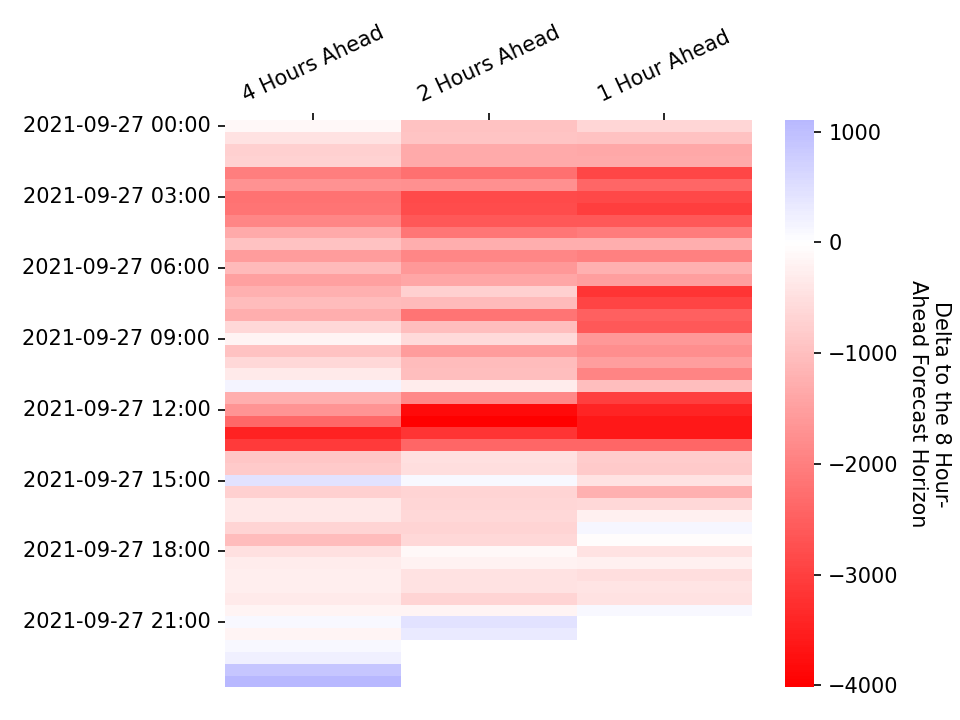 4 Hours Ahead
2 Hours Ahead
1 Hour Ahead
2021-09-27 00:00
2021-09-27 03:00
2021-09-27 06:00
2021-09-27 09:00
2021-09-27 12:00
2021-09-27 15:00
2021-09-27 18:00
2021-09-27 21:00
1000
0
−1000
−2000
−3000
−4000
Delta to the 8 Hour-
Ahead Forecast Horizon